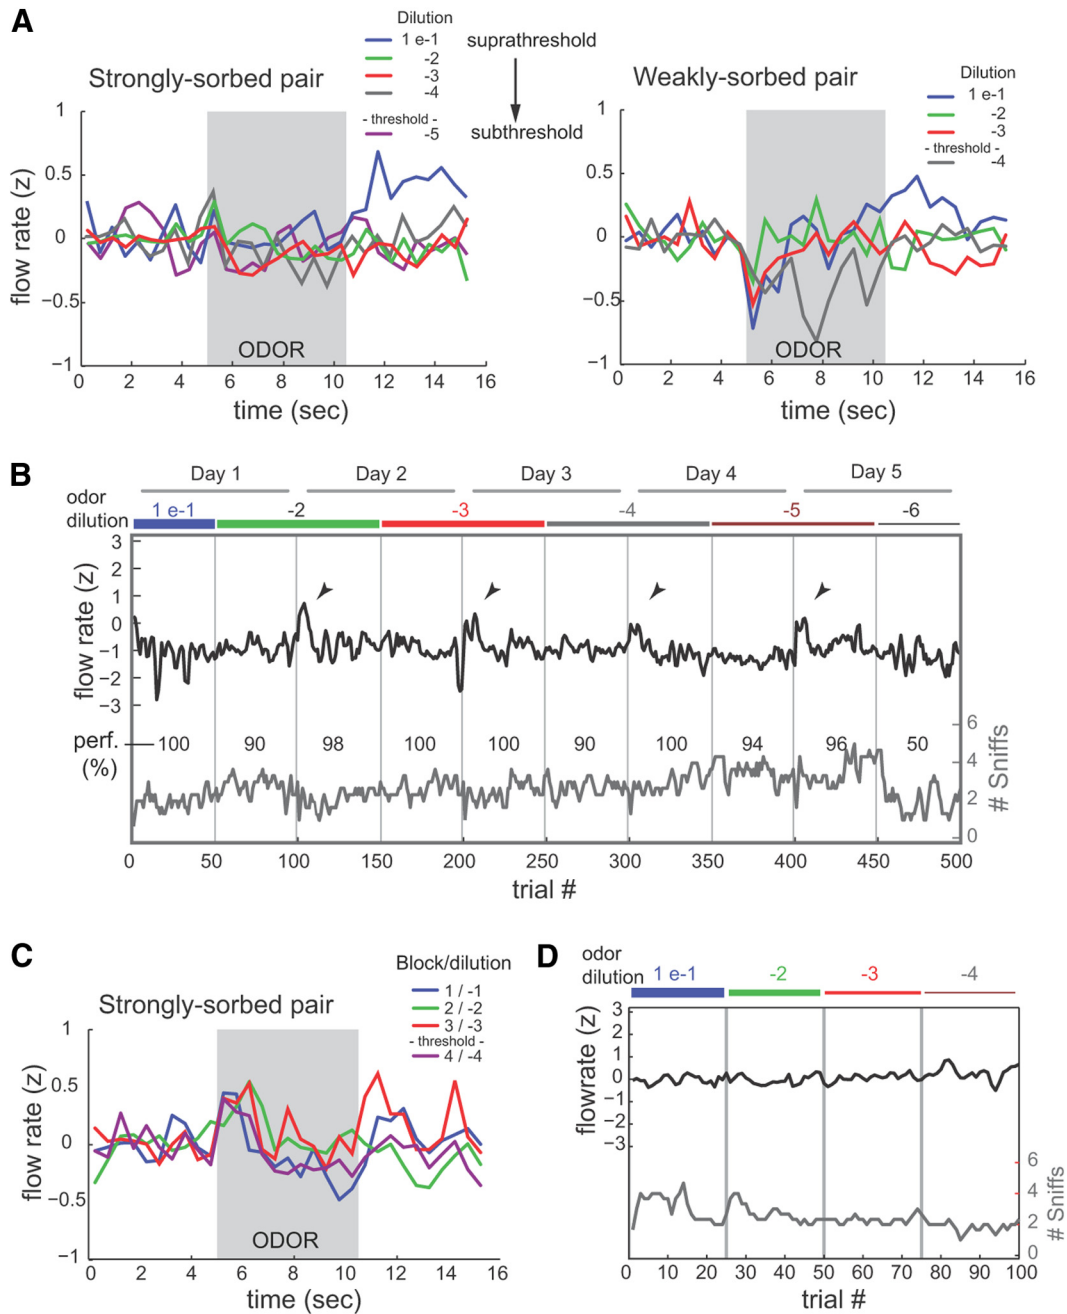 A
Dilution
1 e-1
-2
-3
-4
- threshold -
-5
suprathreshold
subthreshold
Strongly-sorbed pair
flow rate (z)
1
0.5
0
−0.5
−1
ODOR
0 2 4 6 8 10 12 14 16
time (sec)
Weakly-sorbed pair
Dilution
1 e-1
-2
-3
- threshold -
-4
1
0.5
0
−0.5
−1
ODOR
0 2 4 6 8 10 12 14 16
time (sec)
B
Day 1 Day 2 Day 3 Day 4 Day 5
odor
dilution
1 e-1 -2 -3 -4 -5 -6
flow rate (z)
3
2
1
0
−1
−2
−3
perf.
(%)
100 90 98 100 100 90 100 94 96 50
6
4
2
0
# Sniffs
0 50 100 150 200 250 300 350 400 450 500
trial #
C
Strongly-sorbed pair
Block/dilution
1 / -1
2 / -2
3 / -3
- threshold -
4 / -4
flow rate (z)
1
0.5
0
−0.5
−1
ODOR
0 2 4 6 8 10 12 14 16
time (sec)
D
odor
dilution
1 e-1 -2 -3 -4
flowrate (z)
3
2
1
0
−1
−2
−3
6
4
2
0
# Sniffs
0 10 20 30 40 50 60 70 80 90 100
trial #